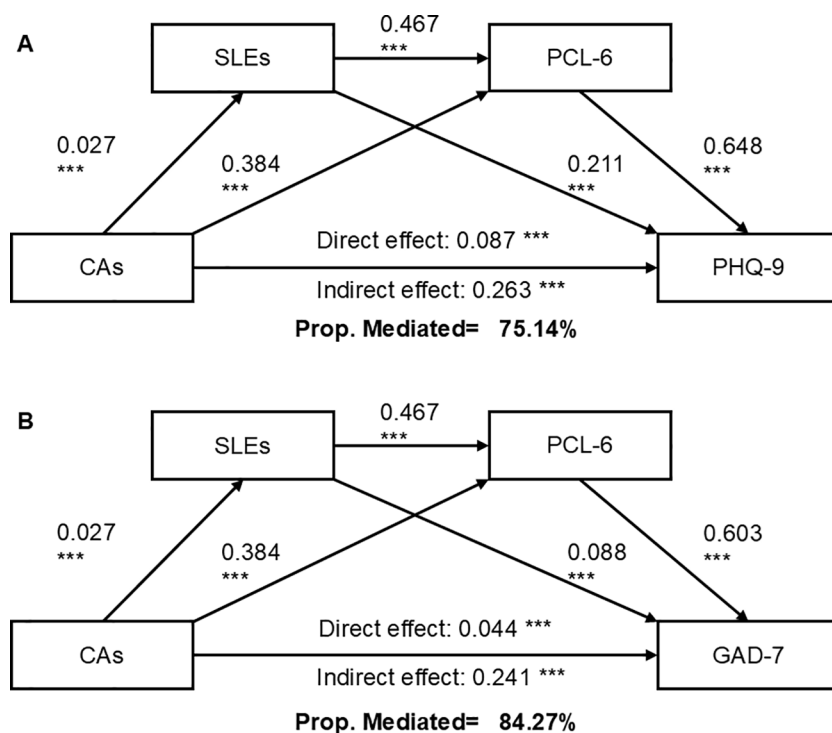 A
SLEs
0.467
***
PCL-6
0.027
***
0.384
***
0.211
***
0.648
***
CAs
Direct effect: 0.087 ***
Indirect effect: 0.263 ***
PHQ-9
Prop. Mediated= 75.14%
B
SLEs
0.467
***
PCL-6
0.027
***
0.384
***
0.088
***
0.603
***
CAs
Direct effect: 0.044 ***
Indirect effect: 0.241 ***
GAD-7
Prop. Mediated= 84.27%